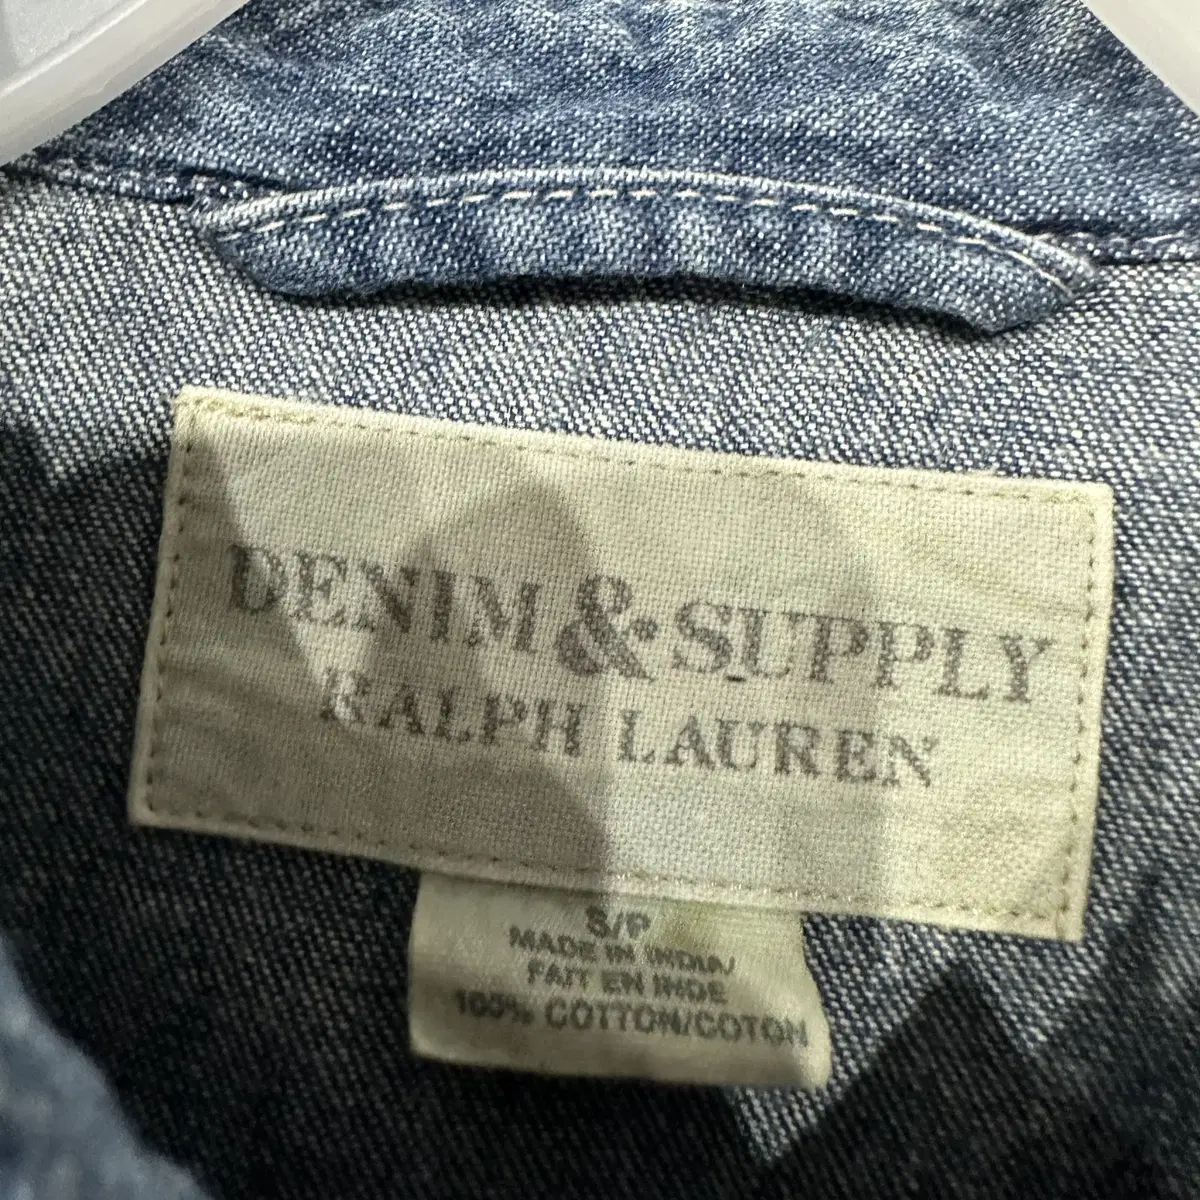 DENIM & SUPPLY
RALPH LAUREN
S/P
MADE IN INDIA/
FAIT EN INDE
100% COTTON/COTON